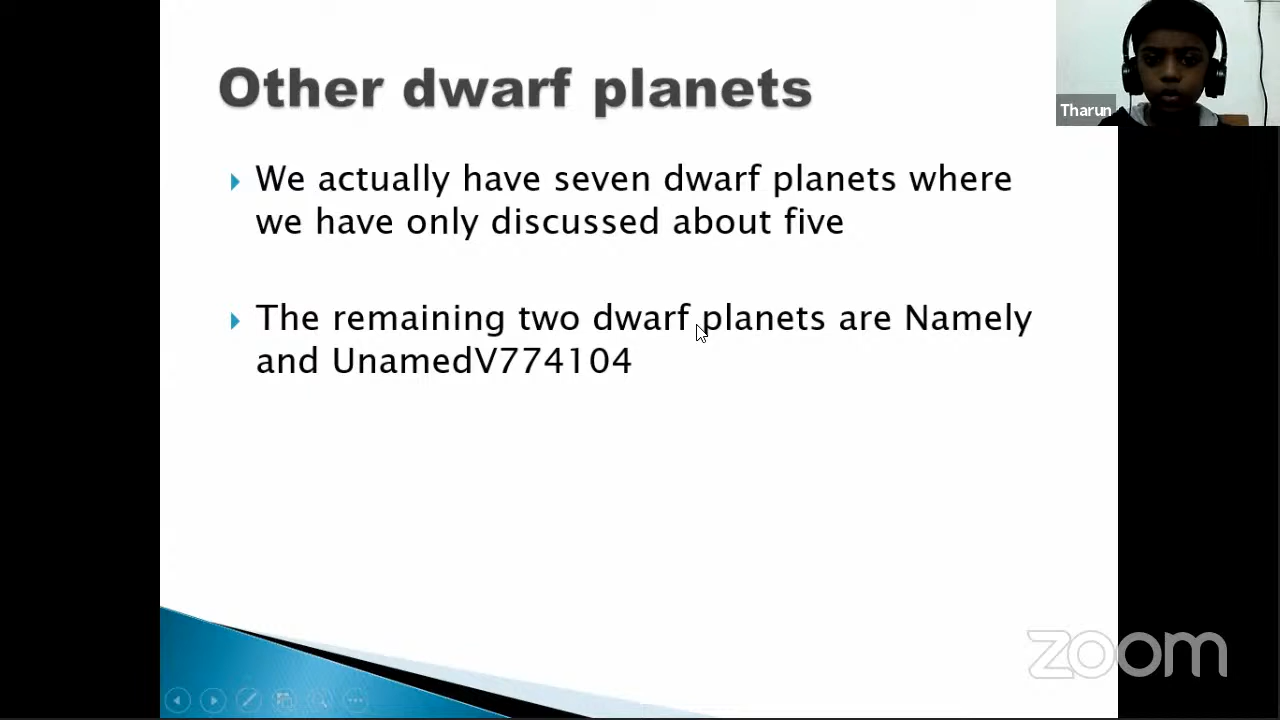 Other dwarf planets
Tharun
We actually have seven dwarf planets where
we have only discussed about five
The remaining two dwarf planets are Namely
and UnamedV774104
zoom